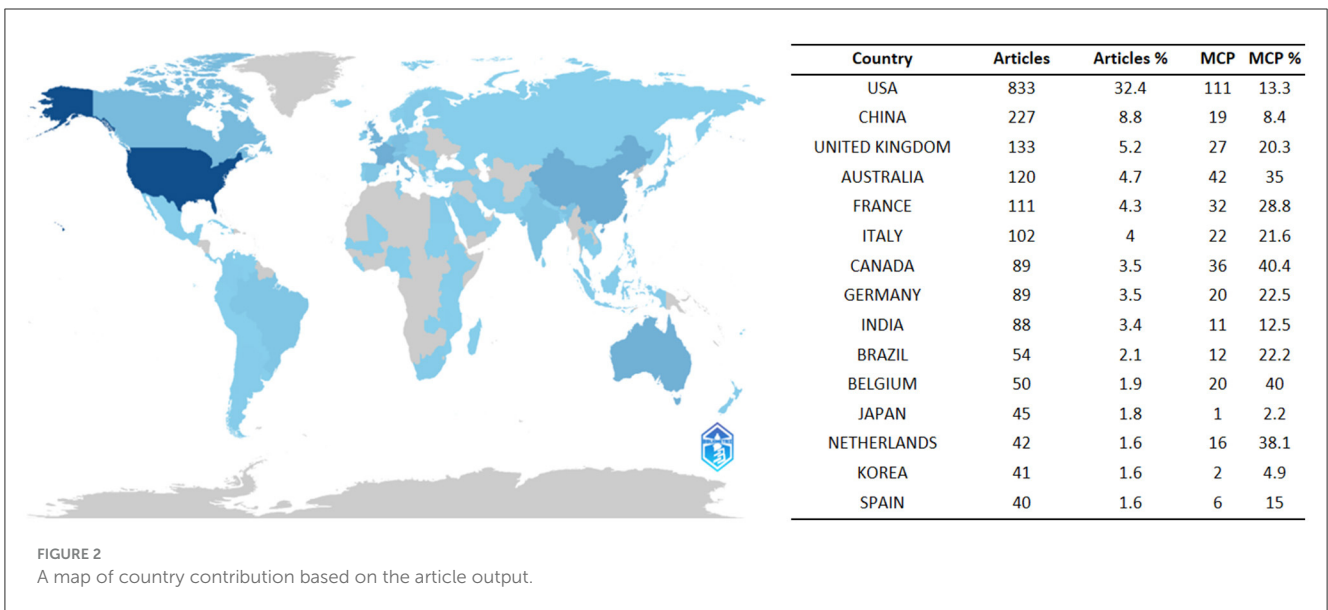 Country Articles Articles % MCP MCP %
USA 833 32.4 111 13.3
CHINA 227 8.8 19 8.4
UNITED KINGDOM 133 5.2 27 20.3
AUSTRALIA 120 4.7 42 35
FRANCE 111 4.3 32 28.8
ITALY 102 4 22 21.6
CANADA 89 3.5 36 40.4
GERMANY 89 3.5 20 22.5
INDIA 88 3.4 11 12.5
BRAZIL 54 2.1 12 22.2
BELGIUM 50 1.9 20 40
JAPAN 45 1.8 1 2.2
NETHERLANDS 42 1.6 16 38.1
KOREA 41 1.6 2 4.9
SPAIN 40 1.6 6 15
FIGURE 2
A map of country contribution based on the article output.